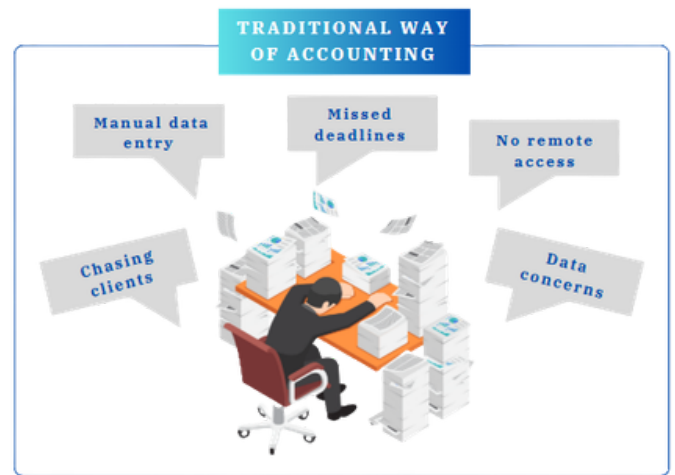 TRADITIONAL WAY
OF ACCOUNTING
Missed
deadlines
Manual data
entry
No remote
access
Chasing
clients
Data
concerns